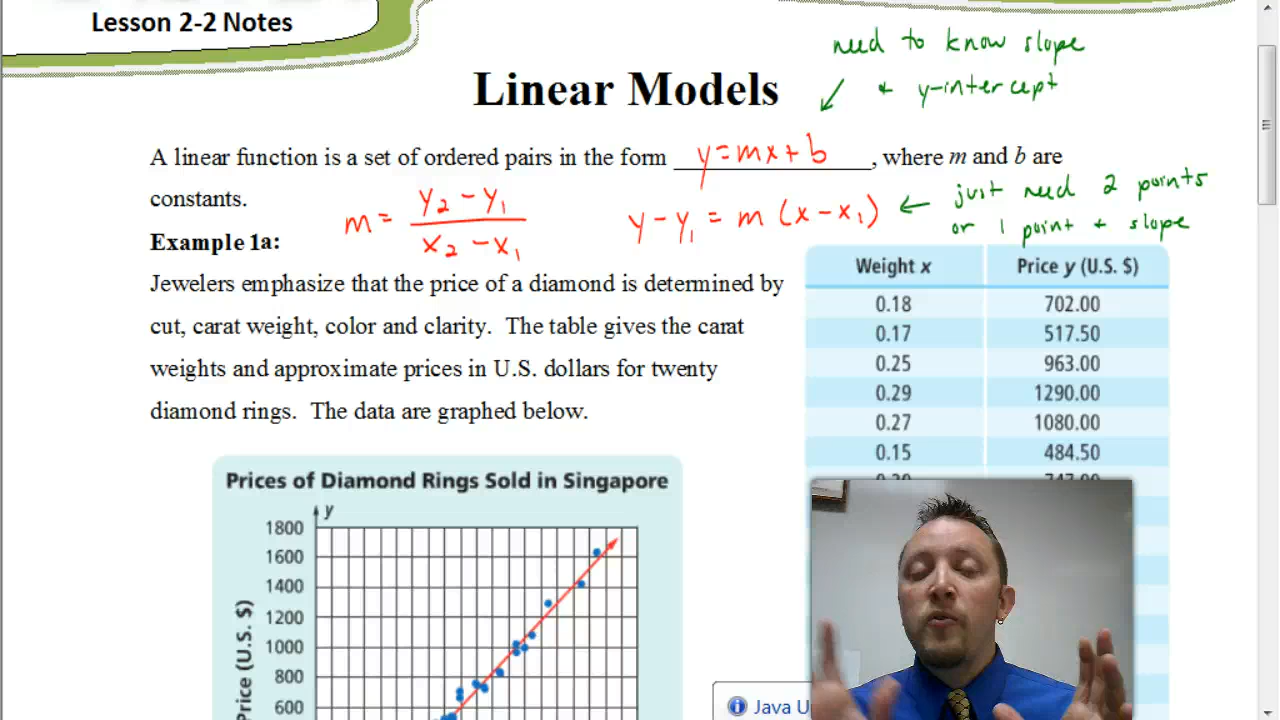 Lesson 2-2 Notes
need to know slope
+ y-intercept
Linear Models
A linear function is a set of ordered pairs in the form y=mx+b, where m and b are
constants.
m = y₂ - y₁ / x₂ - x₁
y - y₁ = m (x - x₁)
just need 2 points
or 1 point + slope
Example 1a:
Jewelers emphasize that the price of a diamond is determined by
cut, carat weight, color and clarity. The table gives the carat
weights and approximate prices in U.S. dollars for twenty
diamond rings. The data are graphed below.
Weight x Price y (U.S. $)
0.18 702.00
0.17 517.50
0.25 963.00
0.29 1290.00
0.27 1080.00
0.15 484.50
Prices of Diamond Rings Sold in Singapore
y
1800
1600
1400
1200
1000
800
600
Price (U.S. $)
Java U